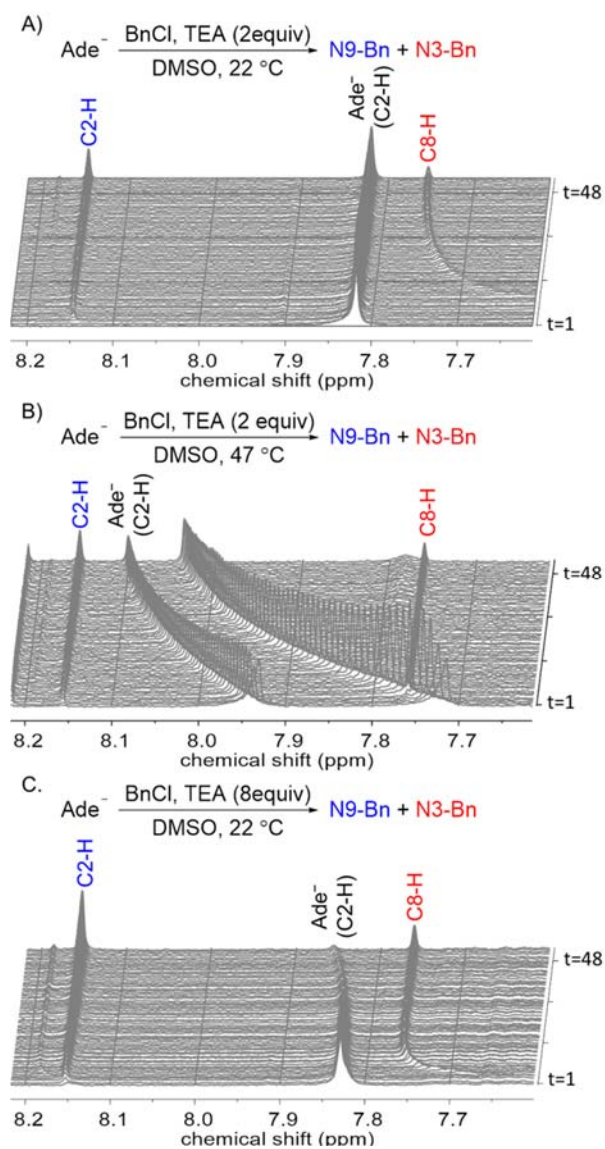 A)
Ade⁻ BnCl, TEA (2equiv) N9-Bn + N3-Bn
DMSO, 22 °C
C2-H
Ade⁻
(C2-H)
C8-H
t=48
t=1
8.2 8.1 8.0 7.9 7.8 7.7
chemical shift (ppm)
B)
Ade⁻ BnCl, TEA (2 equiv) N9-Bn + N3-Bn
DMSO, 47 °C
C2-H
Ade⁻
(C2-H)
C8-H
t=48
t=1
8.2 8.1 8.0 7.9 7.8 7.7
chemical shift (ppm)
C.
Ade⁻ BnCl, TEA (8equiv) N9-Bn + N3-Bn
DMSO, 22 °C
C2-H
Ade⁻
(C2-H)
C8-H
t=48
t=1
8.2 8.1 8.0 7.9 7.8 7.7
chemical shift (ppm)